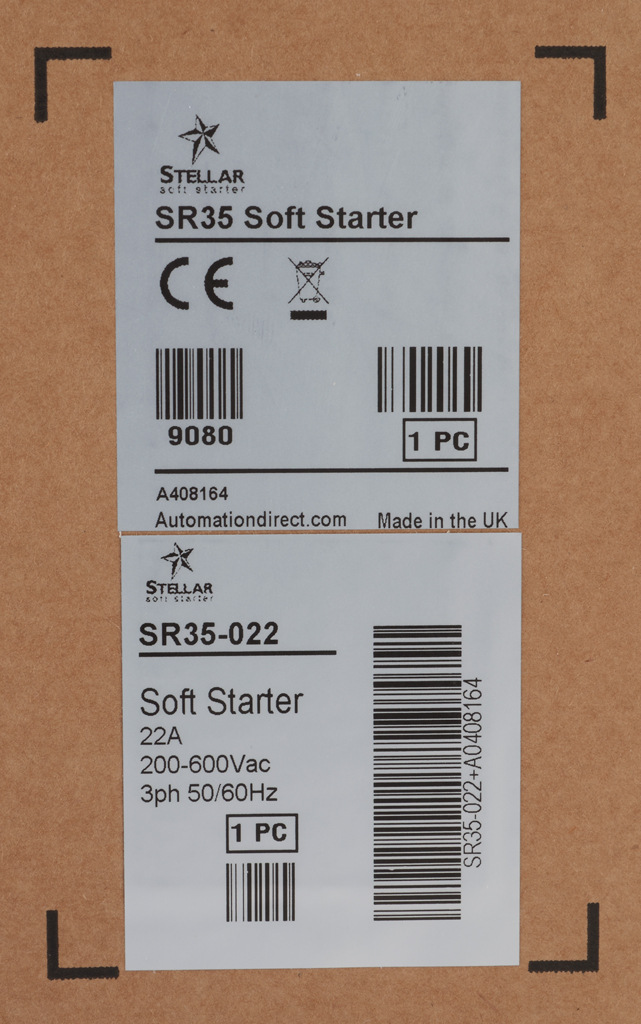 STELLAR
soft starter
SR35 Soft Starter
CE
9080
1 PC
A408164
Automationdirect.com
Made in the UK
STELLAR
soft starter
SR35-022
Soft Starter
22A
200-600Vac
3ph 50/60Hz
1 PC
SR35-022+A0408164